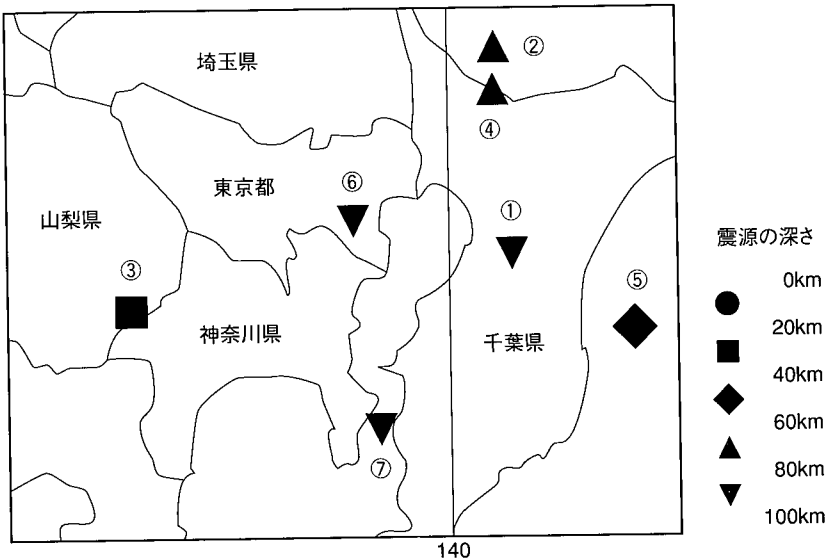 埼玉県
②
④
東京都
⑥
①
山梨県
③
⑤
神奈川県
千葉県
⑦
140
震源の深さ
0km
20km
40km
60km
80km
100km